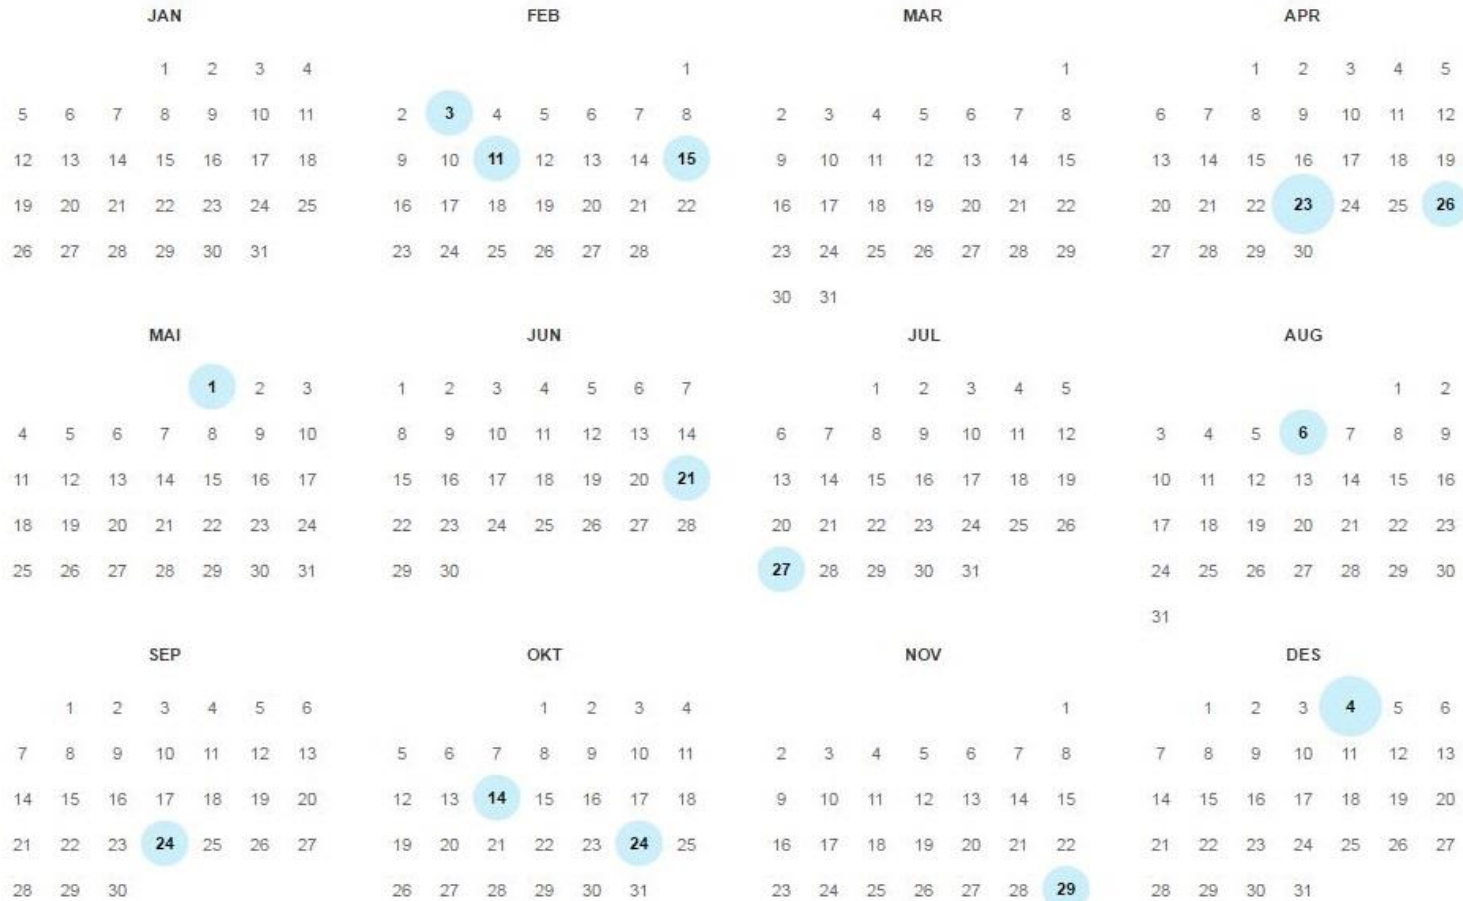 JAN FEB MAR APR
1 2 3 4 1 1 1 2 3 4 5
5 6 7 8 9 10 11 2 3 4 5 6 7 8 2 3 4 5 6 7 8 6 7 8 9 10 11 12
12 13 14 15 16 17 18 9 10 11 12 13 14 15 9 10 11 12 13 14 15 13 14 15 16 17 18 19
19 20 21 22 23 24 25 16 17 18 19 20 21 22 16 17 18 19 20 21 22 20 21 22 23 24 25 26
26 27 28 29 30 31 23 24 25 26 27 28 23 24 25 26 27 28 29 27 28 29 30
30 31
MAI JUN JUL AUG
1 2 3 1 2 3 4 5 6 7 1 2 3 4 5 1 2
4 5 6 7 8 9 10 8 9 10 11 12 13 14 6 7 8 9 10 11 12 3 4 5 6 7 8 9
11 12 13 14 15 16 17 15 16 17 18 19 20 21 13 14 15 16 17 18 19 10 11 12 13 14 15 16
18 19 20 21 22 23 24 22 23 24 25 26 27 28 20 21 22 23 24 25 26 17 18 19 20 21 22 23
25 26 27 28 29 30 31 29 30 27 28 29 30 31 24 25 26 27 28 29 30
31
SEP OKT NOV DES
1 2 3 4 5 6 1 2 3 4 1 1 2 3 4 5 6
7 8 9 10 11 12 13 5 6 7 8 9 10 11 2 3 4 5 6 7 8 7 8 9 10 11 12 13
14 15 16 17 18 19 20 12 13 14 15 16 17 18 9 10 11 12 13 14 15 14 15 16 17 18 19 20
21 22 23 24 25 26 27 19 20 21 22 23 24 25 16 17 18 19 20 21 22 21 22 23 24 25 26 27
28 29 30 26 27 28 29 30 31 23 24 25 26 27 28 29 28 29 30 31